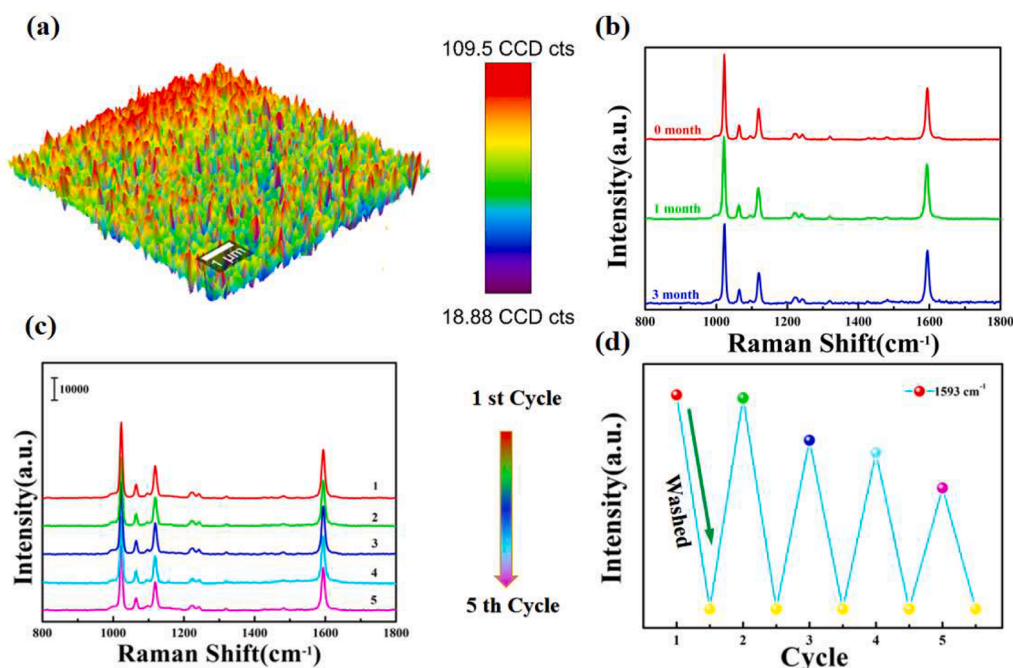 (a)
109.5 CCD cts
18.88 CCD cts
1 μm
(b)
Intensity(a.u.)
0 month
1 month
3 month
800 1000 1200 1400 1600 1800
Raman Shift(cm⁻¹)
(c)
10000
Intensity(a.u.)
1
2
3
4
5
800 1000 1200 1400 1600 1800
Raman Shift(cm⁻¹)
1 st Cycle
5 th Cycle
(d)
1593 cm⁻¹
Intensity(a.u.)
Washed
1 2 3 4 5
Cycle